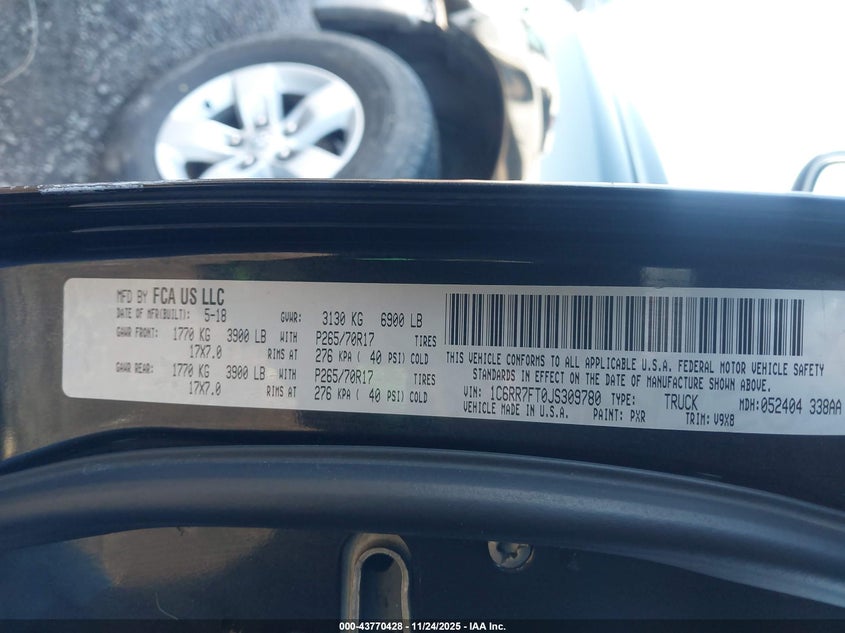 MFD BY FCA US LLC
DATE OF MFR(BUILT): 5-18 GVWR: 3130 KG 6900 LB
GAWR FRONT: 1770 KG 3900 LB WITH P265/70R17 TIRES
17X7.0 RIMS AT 276 KPA ( 40 PSI) COLD
GAWR REAR: 1770 KG 3900 LB WITH P265/70R17 TIRES
17X7.0 RIMS AT 276 KPA ( 40 PSI) COLD
THIS VEHICLE CONFORMS TO ALL APPLICABLE U.S.A. FEDERAL MOTOR VEHICLE SAFETY
STANDARDS IN EFFECT ON THE DATE OF MANUFACTURE SHOWN ABOVE.
VIN: 1C6RR7FT0JS309780 TYPE: TRUCK MDH:052404 338AA
VEHICLE MADE IN U.S.A. PAINT: PXR TRIM: V9X8
000-43770428 - 11/24/2025 - IAA Inc.